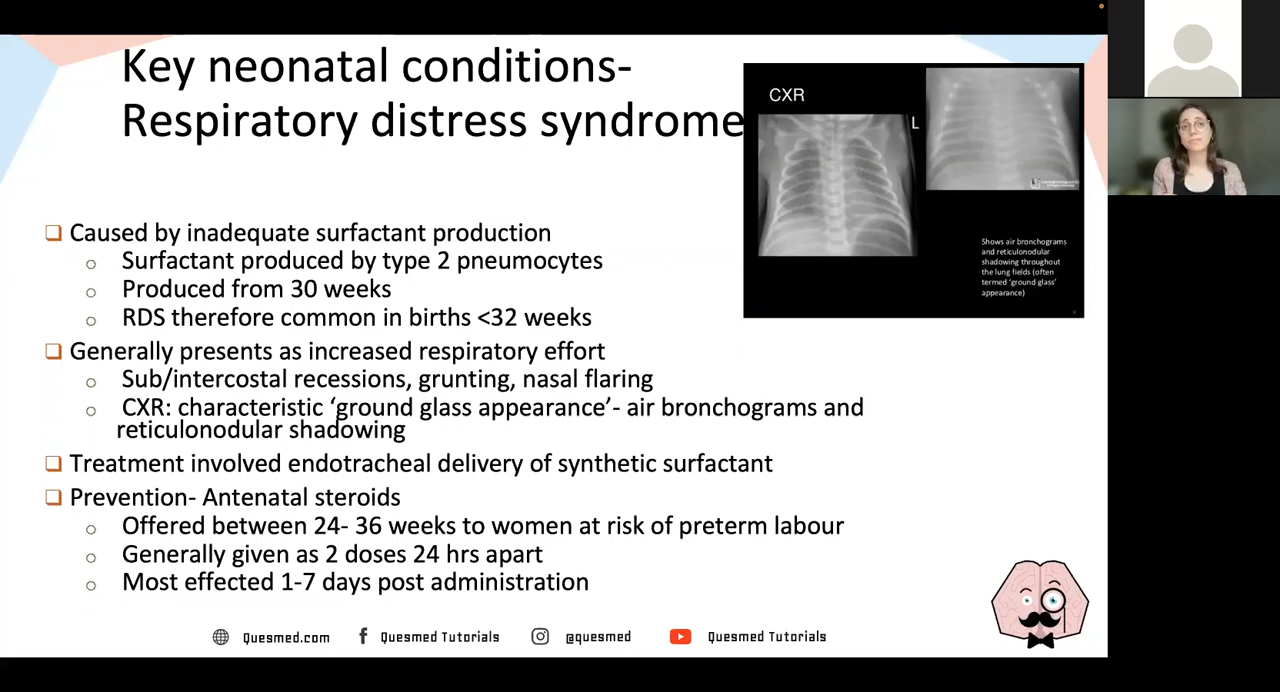 Key neonatal conditions-
Respiratory distress syndrome
CXR
L
Shows air bronchograms
and reticulonodular
shadowing throughout
the lung fields (often
termed 'ground glass'
appearance)
❑ Caused by inadequate surfactant production
○ Surfactant produced by type 2 pneumocytes
○ Produced from 30 weeks
○ RDS therefore common in births <32 weeks
❑ Generally presents as increased respiratory effort
○ Sub/intercostal recessions, grunting, nasal flaring
○ CXR: characteristic 'ground glass appearance'- air bronchograms and
reticulonodular shadowing
❑ Treatment involved endotracheal delivery of synthetic surfactant
❑ Prevention- Antenatal steroids
○ Offered between 24- 36 weeks to women at risk of preterm labour
○ Generally given as 2 doses 24 hrs apart
○ Most effected 1-7 days post administration
Quesmed.com
Quesmed Tutorials
@quesmed
Quesmed Tutorials